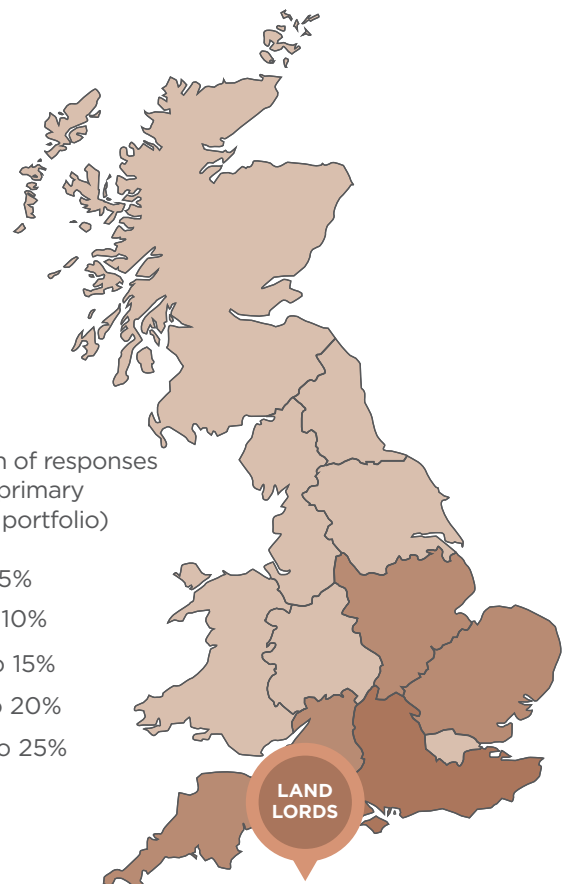 of responses
primary
portfolio)
5%
10%
15%
20%
25%
LAND
LORDS